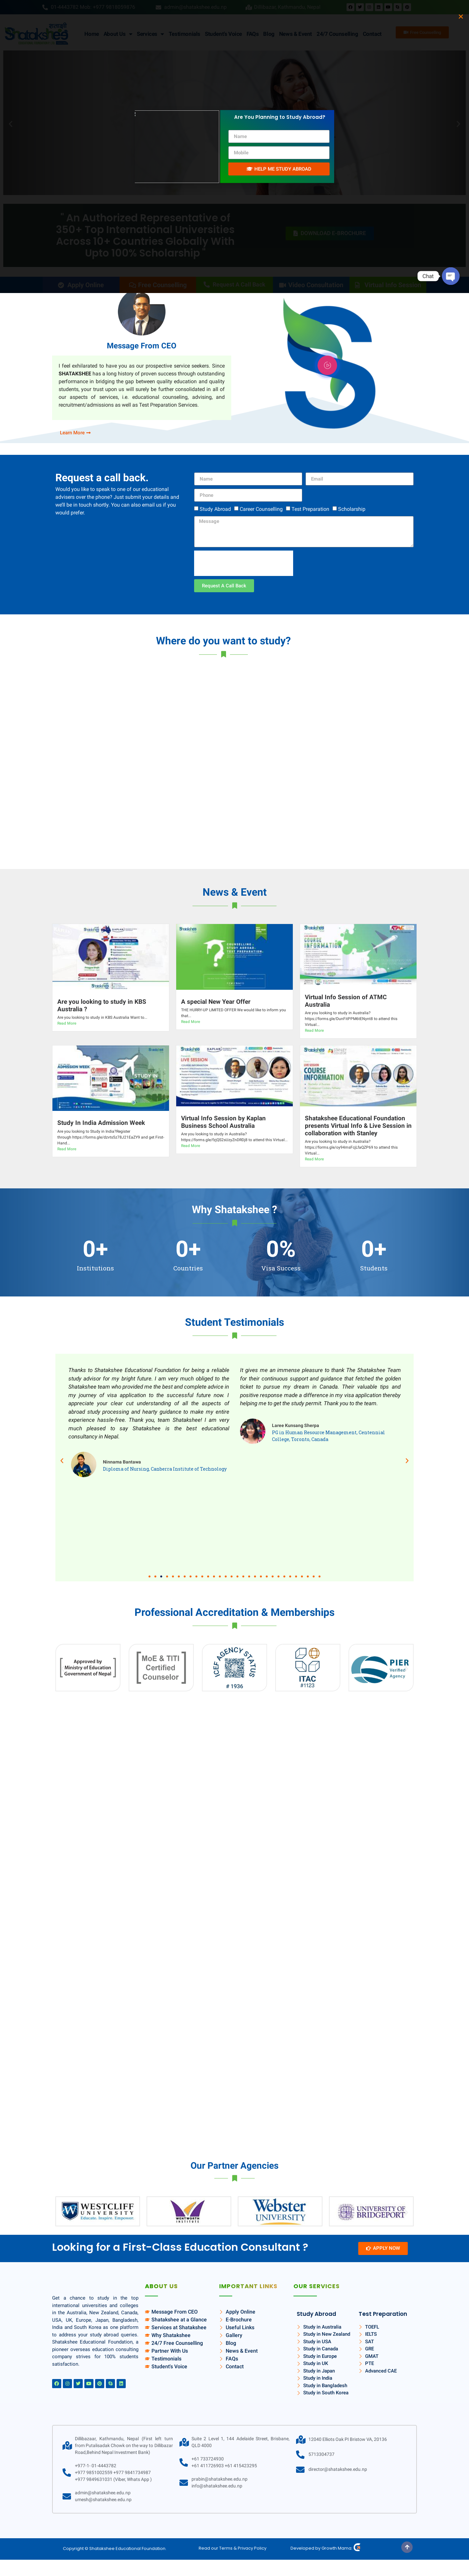 Shatakshee
Home About Us Services Testimonials Student's Voice FAQs Blog News & Event 24/7 Counselling Contact
Are You Planning to Study Abroad?
Name
Mobile
HELP ME STUDY ABROAD
" An Authorized Representative of
350+ Top International Universities
Across 10+ Countries Globally With
Upto 100% Scholarship "
Chat
Apply Online
Free Counselling
Video Consultation
Message From CEO
I feel exhilarated to have you as our prospective service seekers. Since
SHATAKSHEE has a long history of proven success through outstanding
performance in bridging the gap between quality education and quality
students, your trust upon us will surely be further consolidated in all of
our aspects of services, i.e. educational counseling, advising, and
recruitment/admissions as well as Test Preparation Services.
Learn More
Request a call back.
Would you like to speak to one of our educational
advisers over the phone? Just submit your details and
we'll be in touch shortly. You can also email us if you
would prefer.
Name
Email
Phone
Study Abroad Career Counselling Test Preparation Scholarship
Message
Request A Call Back
Where do you want to study?
News & Event
Are you looking to study in KBS
Australia ?
Are you looking to study in KBS Australia Want to...
Read More
A special New Year Offer
THE HURRY-UP LIMITED OFFER We would like to inform you
that...
Read More
Virtual Info Session of ATMC
Australia
Are you looking to study in Australia?
Virtual...
Read More
Study In India Admission Week
Are you looking to Study in India?Register
Hand...
Read More
Virtual Info Session by Kaplan
Business School Australia
Are you looking to study in Australia?
Read More
Shatakshee Educational Foundation
presents Virtual Info & Live Session in
collaboration with Stanley
Are you looking to study in Australia?
Virtual...
Read More
Why Shatakshee ?
0+
Institutions
0+
Countries
0%
Visa Success
0+
Students
Student Testimonials
Thanks to Shatakshee Educational Foundation for being a reliable
study advisor for my bright future. I am very much obliged to the
Shatakshee team who provided me the best and complete advice in
my journey of visa application to the successful future now. I
appreciate your clear cut understanding of all the aspects of
abroad study processing and hearty guidance to make my entire
experience hassle-free. Thank you, team Shatakshee! I am very
much pleased to say Shatakshee is the best educational
consultancy in Nepal.
Nimnama Bantawa
Diploma of Nursing, Canberra Institute of Technology
It gives me an immense pleasure to thank The Shatakshee Team
for their continuous support and guidance that fetched the golden
ticket to pursue my dream in Canada. Their valuable tips and
positive response made me more confident in myself thereby
helping me to get the study permit. Thank you to the team.
Laree Kunsang Sherpa
PG in Human Resource Management, Centennial
College, Toronto, Canada
Professional Accreditation & Memberships
Approved by
Ministry of Education
Government of Nepal
MoE & TITI
Certified
Counselor
ICEF AGENCY STATUS
# 1936
ITAC
#1123
PIER
Verified
Agency
Our Partner Agencies
WESTCLIFF
UNIVERSITY
Educate. Inspire. Empower.
Webster
UNIVERSITY
UNIVERSITY OF
BRIDGEPORT
Looking for a First-Class Education Consultant ?
APPLY NOW
Get a chance to study in the top
international universities and colleges
in the Australia, New Zealand, Canada,
USA, UK, Europe, Japan, Bangladesh,
India and South Korea as one platform
to address your study abroad queries.
Shatakshee Educational Foundation, a
pioneer overseas education consulting
company strives for 100% students
satisfaction.
ABOUT US
Message From CEO
Shatakshee at a Glance
Services at Shatakshee
Why Shatakshee
24/7 Free Counselling
Partner With Us
Testimonials
Student's Voice
IMPORTANT LINKS
Apply Online
E-Brochure
Useful Links
Gallery
Blog
News & Event
FAQs
Contact
OUR SERVICES
Study Abroad
Study in Australia
Study in New Zealand
Study in USA
Study in Canada
Study in Europe
Study in UK
Study in Japan
Study in India
Study in Bangladesh
Study in South Korea
Test Preparation
TOEFL
IELTS
SAT
GRE
GMAT
PTE
Advanced CAE
Dillibazaar, Kathmandu, Nepal (First left turn
from Putalisadak Chowk on the way to Dillibazar
Road,Behind Nepal Investment Bank)
+977-1- 01-4443782
+977 9851002559 +977 9841734987
+977 9849631031 (Viber, Whats App )
admin@shatakshee.edu.np
umesh@shatakshee.edu.np
Suite 2 Level 1, 144 Adelaide Street, Brisbane,
QLD 4000
+61 733724930
+61 411726903 +61 415423295
prabin@shatakshee.edu.np
info@shatakshee.edu.np
12040 Elliots Oak Pl Bristow VA, 20136
5713304737
director@shatakshee.edu.np
Copyright © Shatakshee Educational Foundation.
Read our Terms & Privacy Policy
Developed by Growth Mama